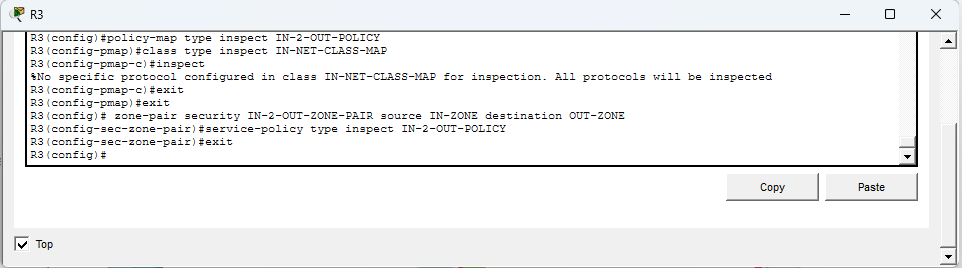 R3
R3(config)#policy-map type inspect IN-2-OUT-POLICY
R3(config-pmap)#class type inspect IN-NET-CLASS-MAP
R3(config-pmap-c)#inspect
%No specific protocol configured in class IN-NET-CLASS-MAP for inspection. All protocols will be inspected
R3(config-pmap-c)#exit
R3(config-pmap)#exit
R3(config)# zone-pair security IN-2-OUT-ZONE-PAIR source IN-ZONE destination OUT-ZONE
R3(config-sec-zone-pair)#service-policy type inspect IN-2-OUT-POLICY
R3(config-sec-zone-pair)#exit
R3(config)#
Copy Paste
Top